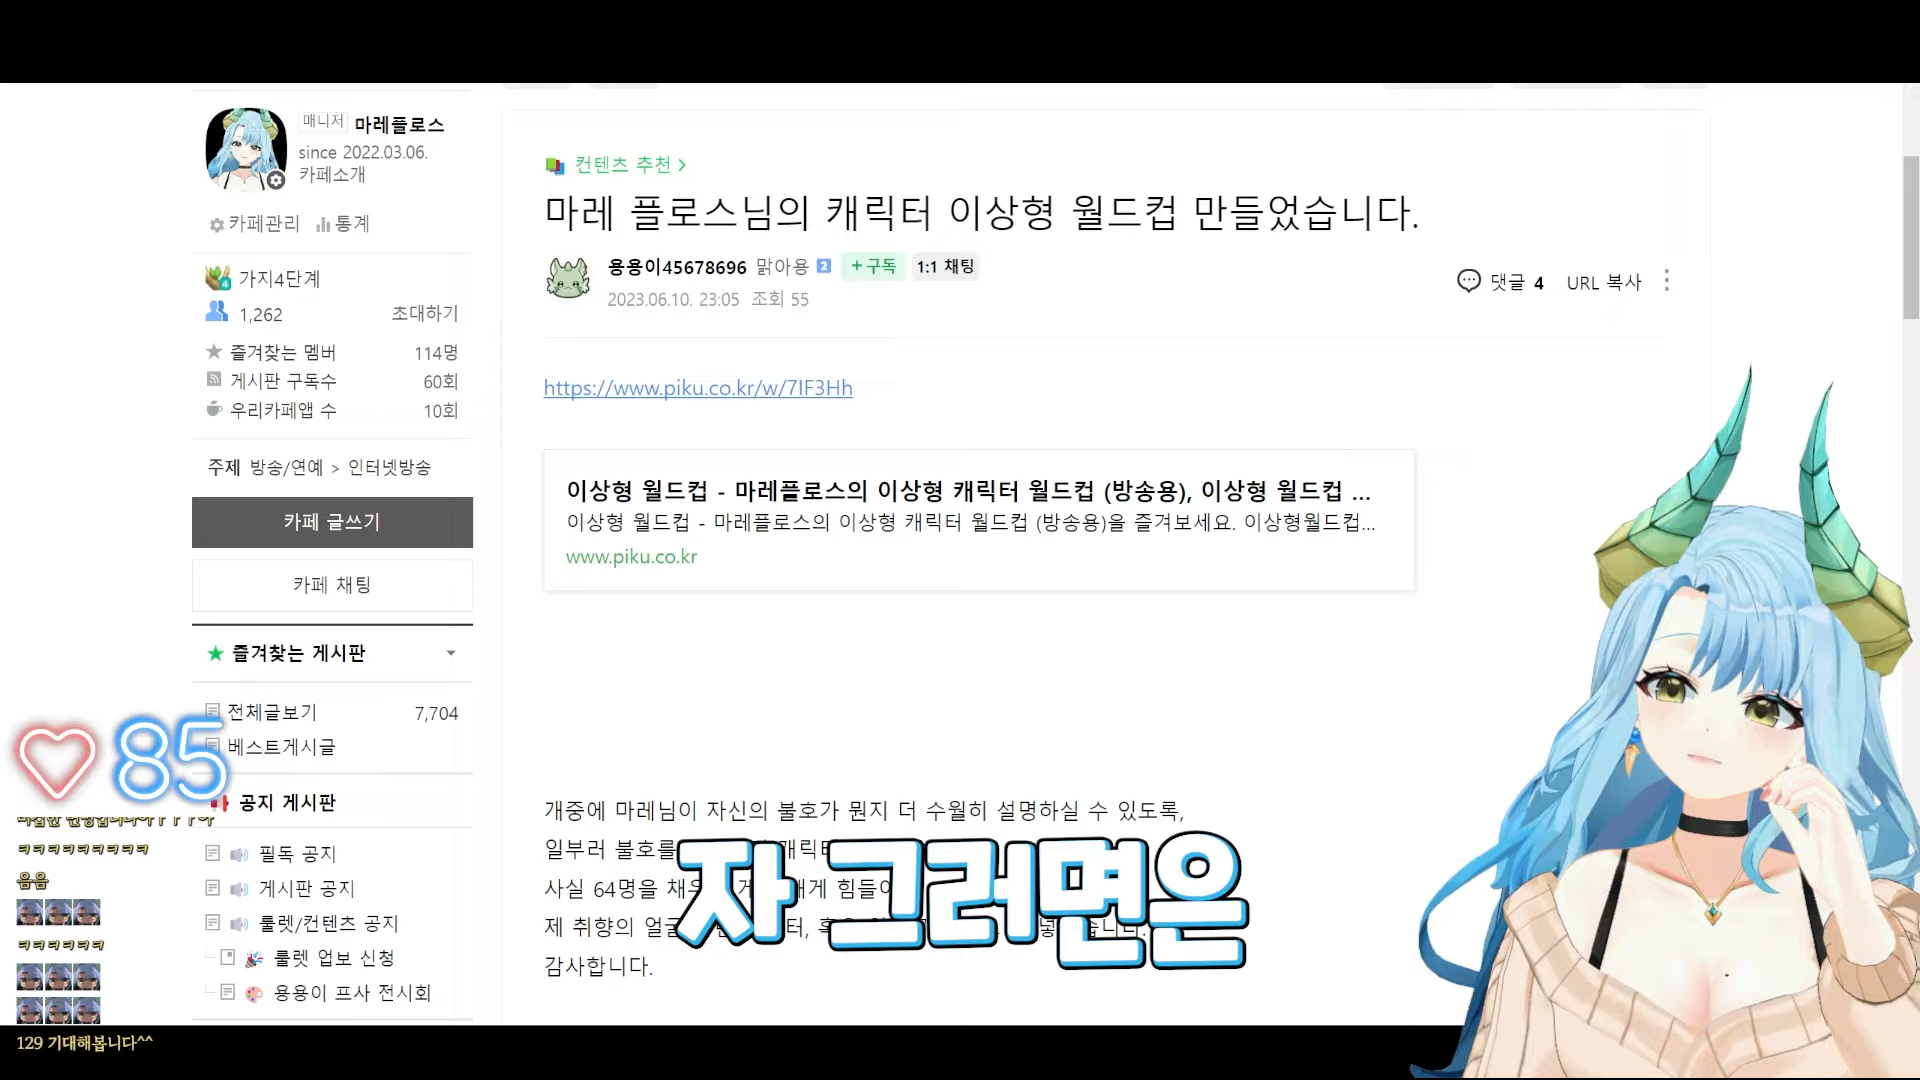 매니저 마레플로스
since 2022.03.06.
카페소개
카페관리 통계
가지4단계
1,262 초대하기
즐겨찾는 멤버 114명
게시판 구독수 60회
우리카페앱 수 10회
주제 방송/연예 > 인터넷방송
카페 글쓰기
카페 채팅
즐겨찾는 게시판
전체글보기 7,704
베스트게시글
공지 게시판
필독 공지
게시판 공지
룰렛/컨텐츠 공지
룰렛 업보 신청
용용이 프사 전시회
85
ㅋㅋㅋㅋㅋㅋㅋㅋㅋ
음음
ㅋㅋㅋㅋㅋㅋ
129 기대해봅니다^^
컨텐츠 추천 >
마레 플로스님의 캐릭터 이상형 월드컵 만들었습니다.
용용이45678696 맑아용 2 +구독 1:1 채팅
2023.06.10. 23:05 조회 55
댓글 4 URL 복사
https://www.piku.co.kr/w/7IF3Hh
이상형 월드컵 - 마레플로스의 이상형 캐릭터 월드컵 (방송용), 이상형 월드컵 ...
이상형 월드컵 - 마레플로스의 이상형 캐릭터 월드컵 (방송용)을 즐겨보세요. 이상형월드컵...
www.piku.co.kr
개중에 마레님이 자신의 불호가 뭔지 더 수월히 설명하실 수 있도록,
일부러 불호를
사실 64명을
제 취향의
감사합니다.
자 그러면은